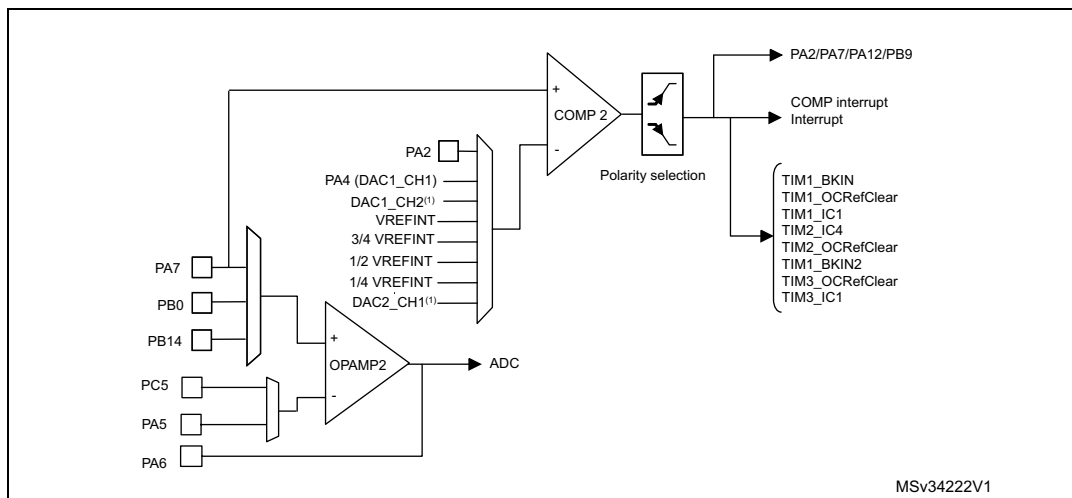 PA2/PA7/PA12/PB9
+
COMP 2
-
COMP interrupt
Interrupt
Polarity selection
PA2
PA4 (DAC1_CH1)
DAC1_CH2(1)
VREFINT
3/4 VREFINT
1/2 VREFINT
1/4 VREFINT
DAC2_CH1(1)
TIM1_BKIN
TIM1_OCRefClear
TIM1_IC1
TIM2_IC4
TIM2_OCRefClear
TIM1_BKIN2
TIM3_OCRefClear
TIM3_IC1
PA7
PB0
PB14
+
OPAMP2
-
ADC
PC5
PA5
PA6
MSv34222V1